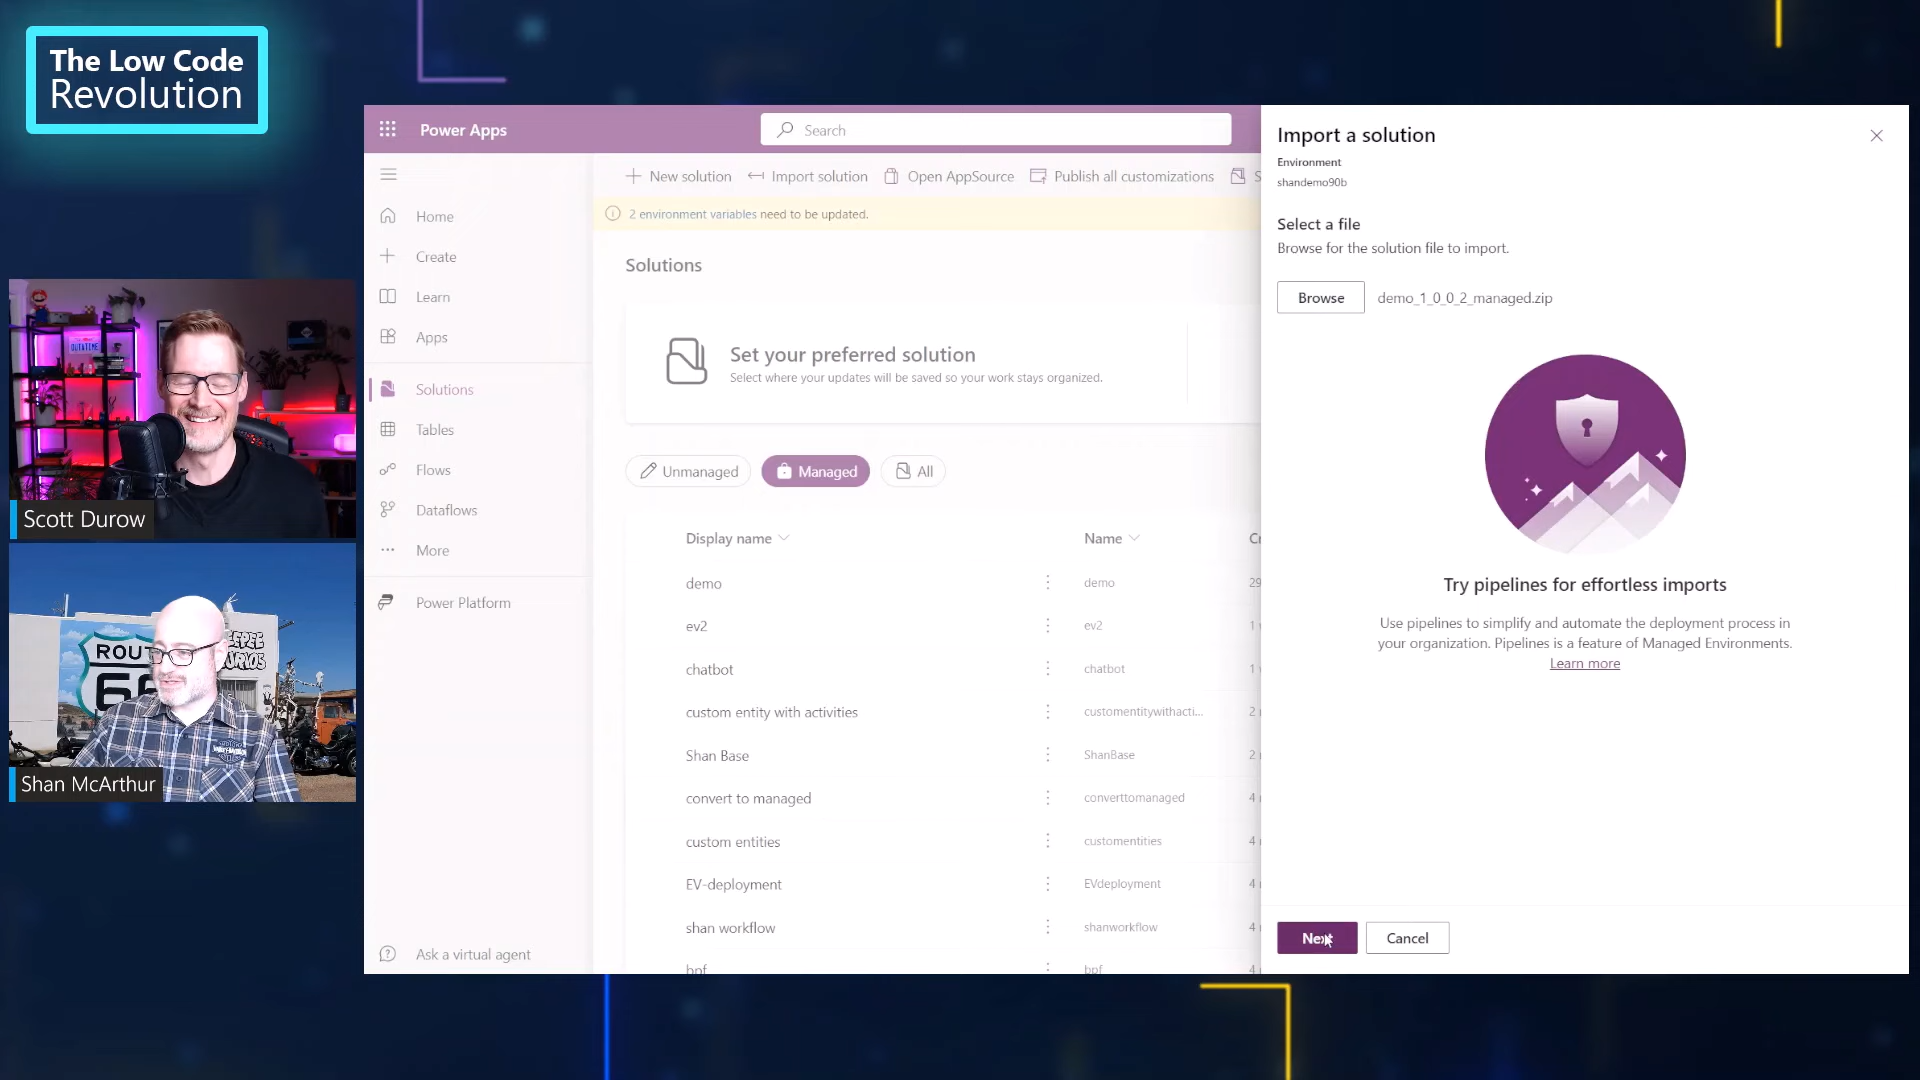 The Low Code
Revolution
Scott Durow
ROUT
66
Shan McArthur
Power Apps
Search
New solution
Import solution
Open AppSource
Publish all customizations
S
2 environment variables need to be updated.
Home
Create
Learn
Apps
Solutions
Tables
Flows
Dataflows
More
Power Platform
Ask a virtual agent
Solutions
Set your preferred solution
Select where your updates will be saved so your work stays organized.
Unmanaged
Managed
All
Display name
Name
demo
demo
29
ev2
ev2
chatbot
chatbot
custom entity with activities
customentitywithacti...
Shan Base
ShanBase
convert to managed
converttomanaged
custom entities
customentities
EV-deployment
EVdeployment
shan workflow
shanworkflow
bpf
bpf
Import a solution
Environment
shandemo90b
Select a file
Browse for the solution file to import.
Browse
demo_1_0_0_2_managed.zip
Try pipelines for effortless imports
Use pipelines to simplify and automate the deployment process in
your organization. Pipelines is a feature of Managed Environments.
Learn more
Next
Cancel